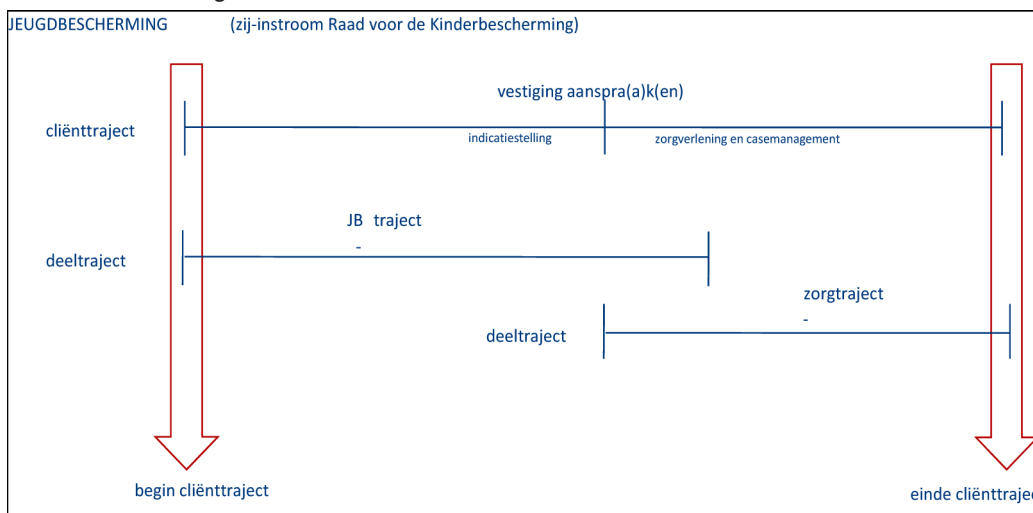 JEUGDBESCHERMING (zij-instroom Raad voor de Kinderbescherming)
vestiging aanspra(a)k(en)
cliënttraject
indicatiestelling zorgverlening en casemanagement
JB traject
-
deeltraject
zorgtraject
-
deeltraject
begin cliënttraject
einde cliënttrajec